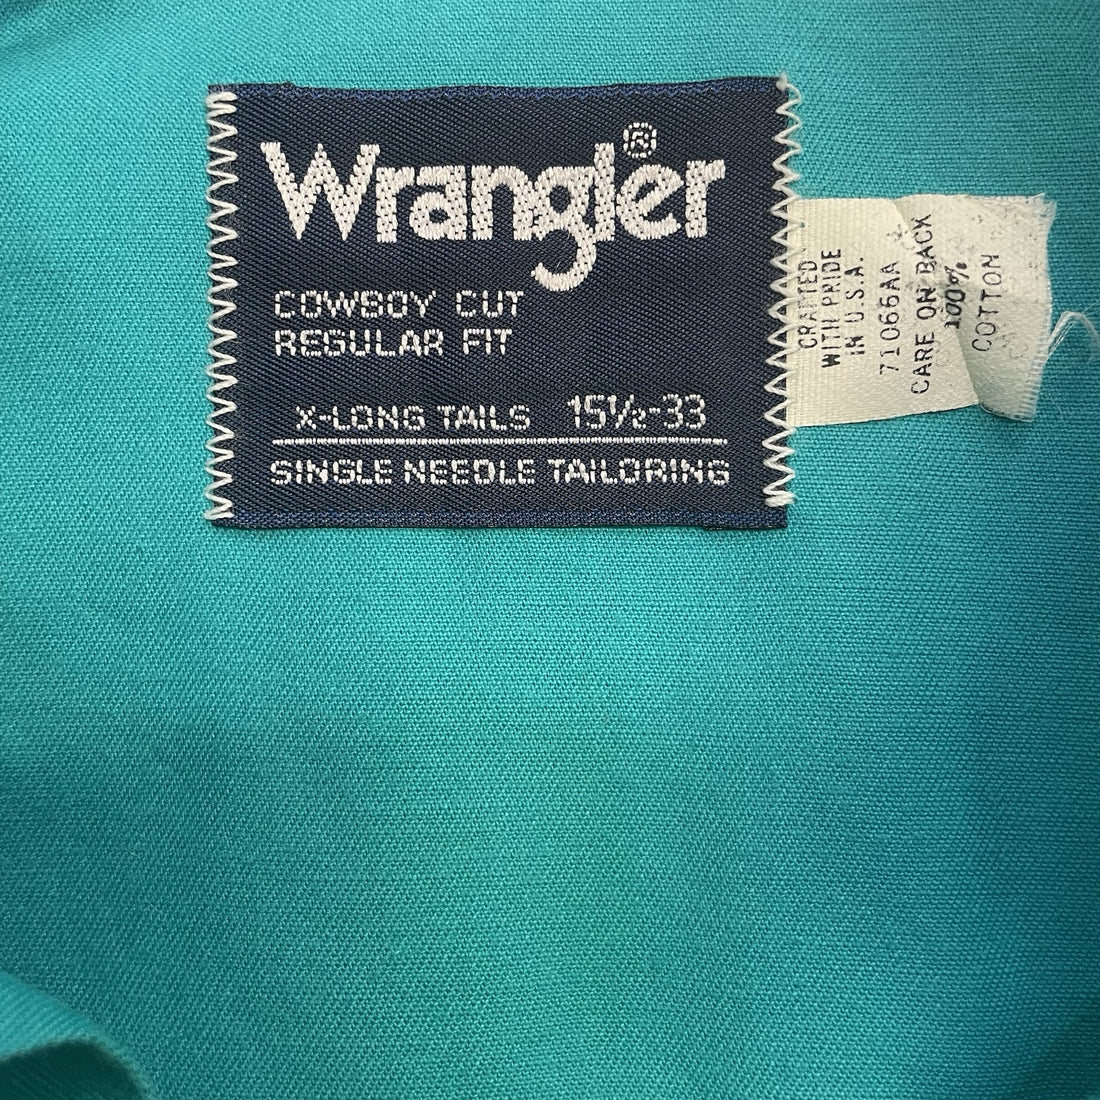 Wrangler®
COWBOY CUT
REGULAR FIT
X-LONG TAILS 15½-33
SINGLE NEEDLE TAILORING
CRAFTED
WITH PRIDE
IN U.S.A.
71066AA
CARE ON BACK
100%
COTTON